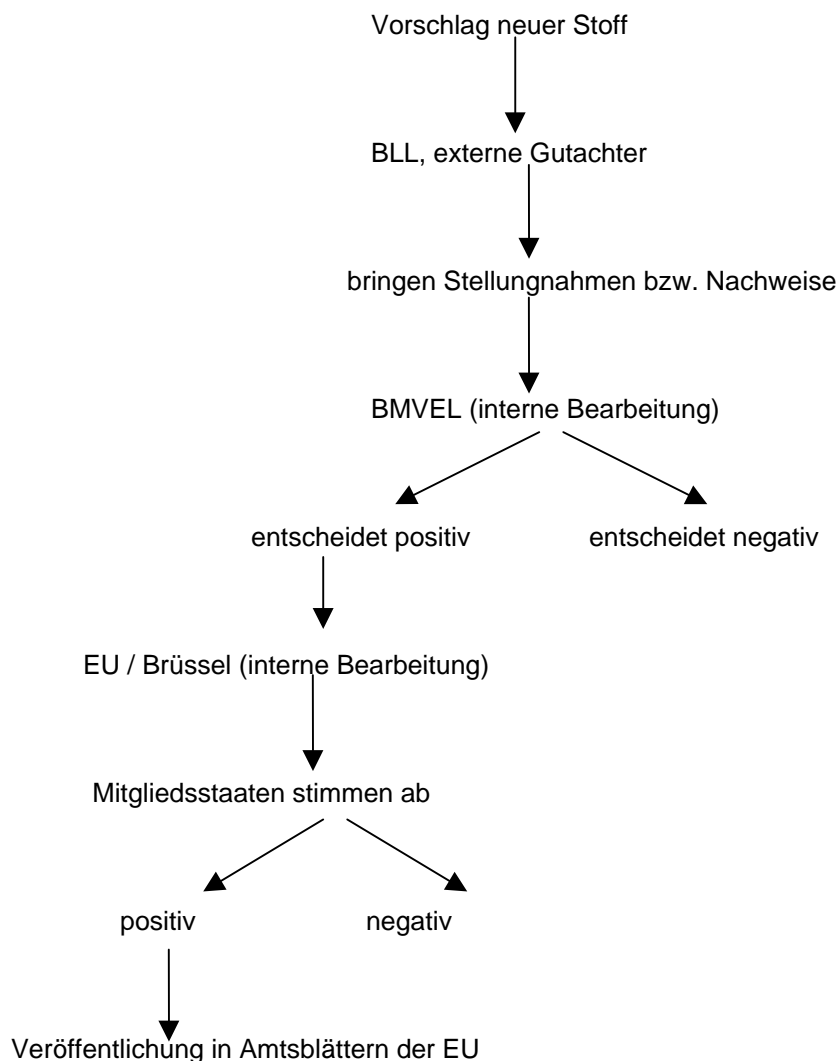 Vorschlag neuer Stoff
BLL, externe Gutachter
bringen Stellungnahmen bzw. Nachweise
BMVEL (interne Bearbeitung)
entscheidet positiv
entscheidet negativ
EU / Brüssel (interne Bearbeitung)
Mitgliedsstaaten stimmen ab
positiv
negativ
Veröffentlichung in Amtsblättern der EU